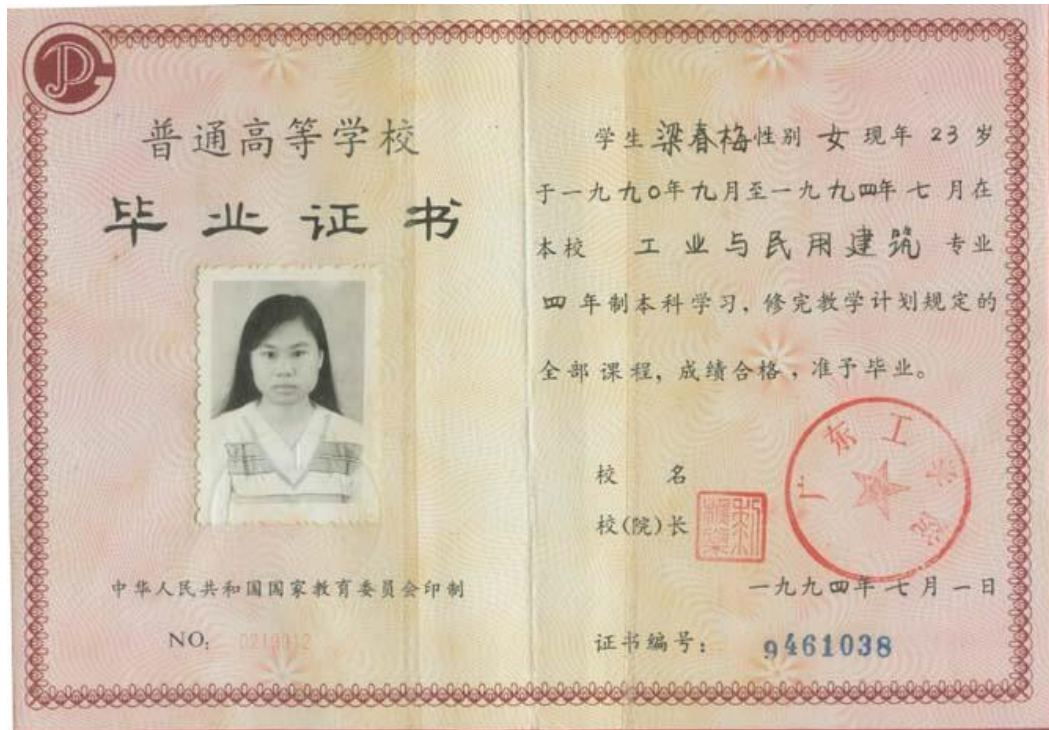 普通高等学校
毕业证书
中华人民共和国国家教育委员会印制
NO:
学生梁春梅性别 女 现年 23 岁
于一九九〇年九月至一九九四年七月在
本校 工业与民用建筑 专业
四年制本科学习,修完教学计划规定的
全部课程,成绩合格,准予毕业。
校 名
校(院)长
广东工
一九九四年七月一日
证书编号: 9461038